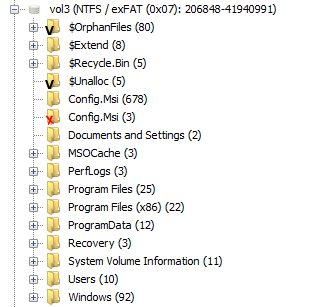 vol3 (NTFS / exFAT (0x07): 206848-41940991)
$OrphanFiles (80)
$Extend (8)
$Recycle.Bin (5)
$Unalloc (5)
Config.Msi (678)
Config.Msi (3)
Documents and Settings (2)
MSOCache (3)
PerfLogs (3)
Program Files (25)
Program Files (x86) (22)
ProgramData (12)
Recovery (3)
System Volume Information (11)
Users (10)
Windows (92)